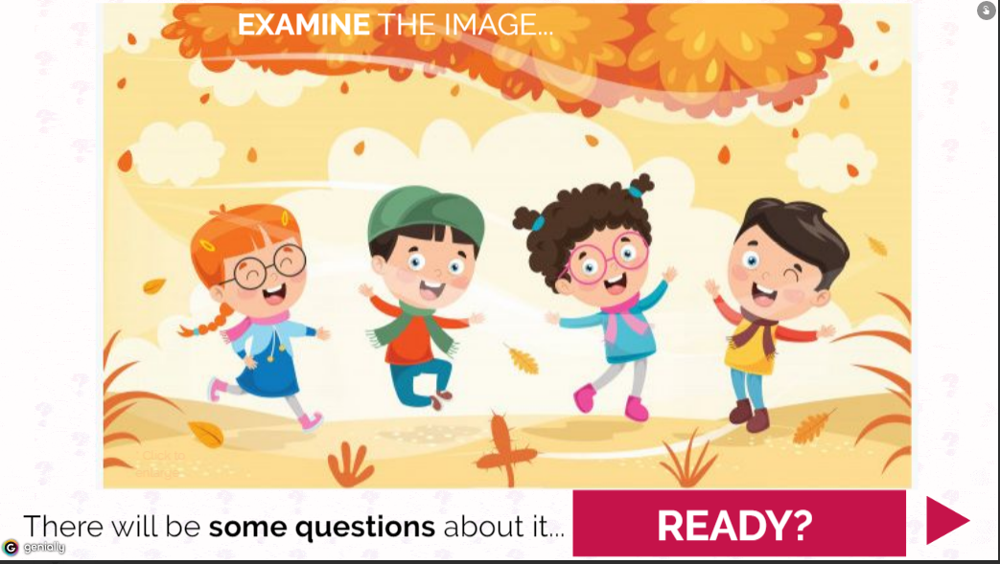 EXAMINE THE IMAGE...
There will be some questions about it...
READY?
genially